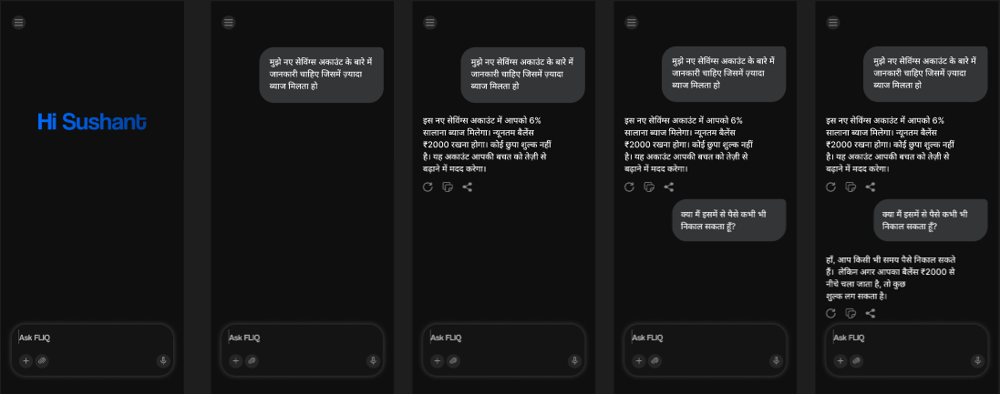 Hi Sushant
Ask FLIQ
मुझे नए सेविंग्स अकाउंट के बारे में
जानकारी चाहिए जिसमें ज़्यादा
ब्याज मिलता हो
Ask FLIQ
मुझे नए सेविंग्स अकाउंट के बारे में
जानकारी चाहिए जिसमें ज़्यादा
ब्याज मिलता हो
इस नए सेविंग्स अकाउंट में आपको 6%
सालाना ब्याज मिलेगा। न्यूनतम बैलेंस
₹2000 रखना होगा। कोई छुपा शुल्क नहीं
है। यह अकाउंट आपकी बचत को तेज़ी से
बढ़ाने में मदद करेगा।
Ask FLIQ
मुझे नए सेविंग्स अकाउंट के बारे में
जानकारी चाहिए जिसमें ज़्यादा
ब्याज मिलता हो
इस नए सेविंग्स अकाउंट में आपको 6%
सालाना ब्याज मिलेगा। न्यूनतम बैलेंस
₹2000 रखना होगा। कोई छुपा शुल्क नहीं
है। यह अकाउंट आपकी बचत को तेज़ी से
बढ़ाने में मदद करेगा।
क्या मैं इसमें से पैसे कभी भी
निकाल सकता हूँ?
Ask FLIQ
मुझे नए सेविंग्स अकाउंट के बारे में
जानकारी चाहिए जिसमें ज़्यादा
ब्याज मिलता हो
इस नए सेविंग्स अकाउंट में आपको 6%
सालाना ब्याज मिलेगा। न्यूनतम बैलेंस
₹2000 रखना होगा। कोई छुपा शुल्क नहीं
है। यह अकाउंट आपकी बचत को तेज़ी से
बढ़ाने में मदद करेगा।
क्या मैं इसमें से पैसे कभी भी
निकाल सकता हूँ?
हाँ, आप किसी भी समय पैसे निकाल सकते
हैं। लेकिन अगर आपका बैलेंस ₹2000 से
नीचे चला जाता है, तो कुछ
शुल्क लग सकता है।
Ask FLIQ